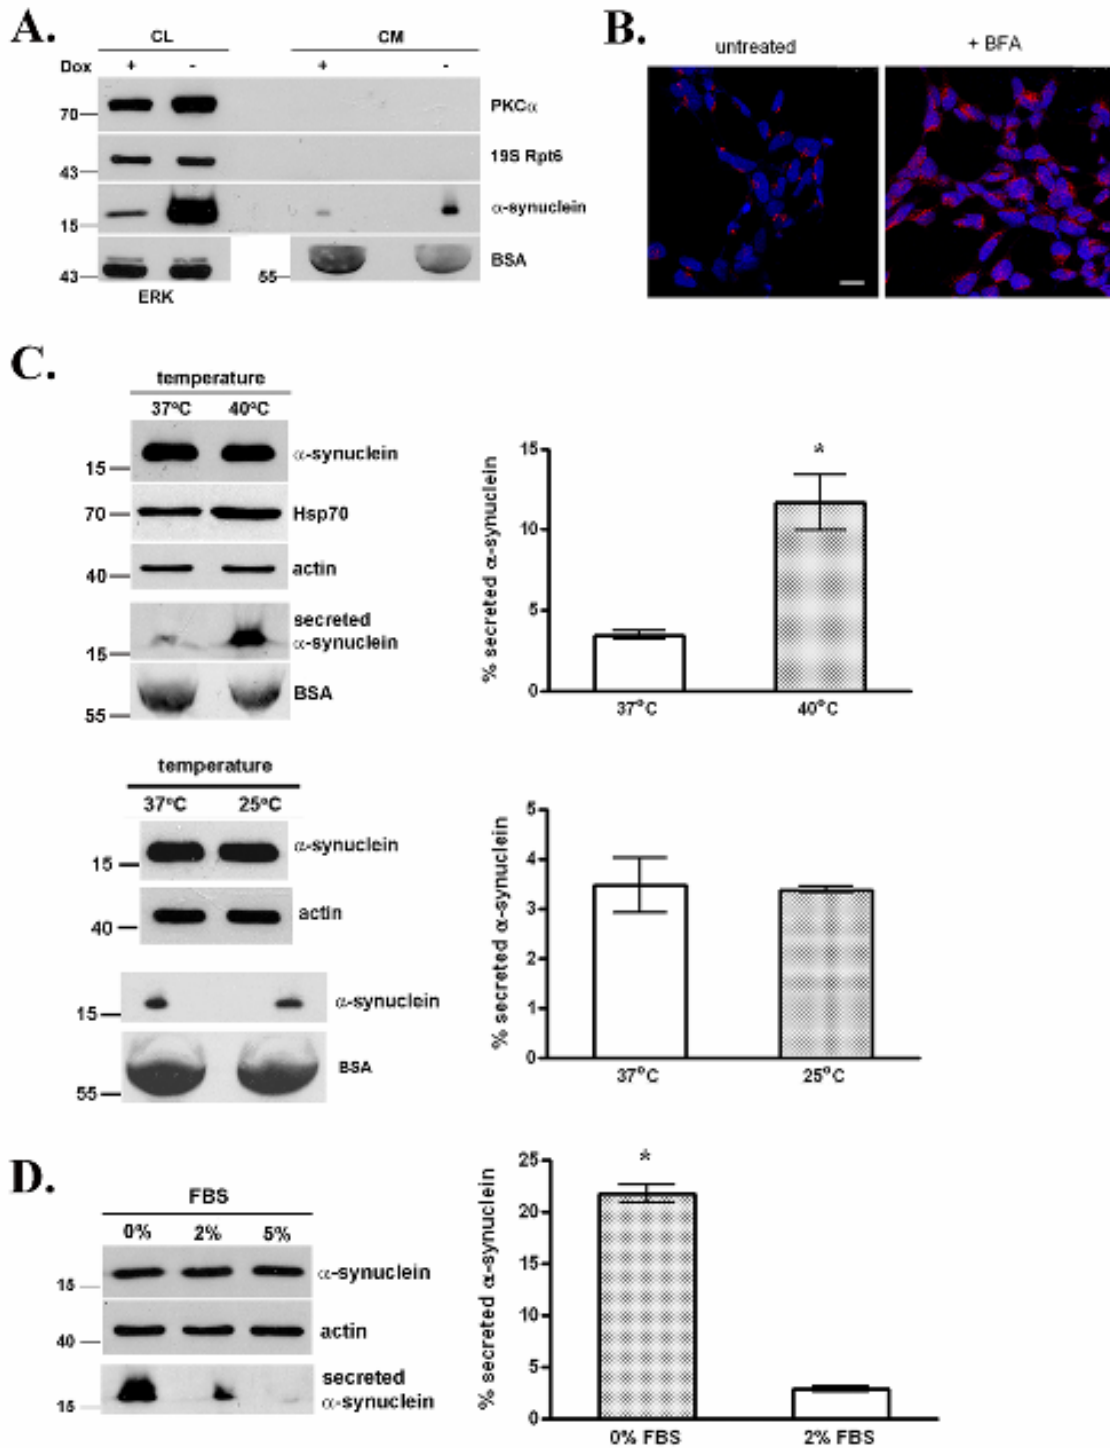 A.
CL CM
Dox + - + -
70 PKCα
43 19S Rpt6
15 α-synuclein
43 55 BSA
ERK
B.
untreated + BFA
C.
temperature
37°C 40°C
15 α-synuclein
70 Hsp70
40 actin
secreted
15 α-synuclein
55 BSA
% secreted α-synuclein
15
10
5
0
*
37°C 40°C
temperature
37°C 25°C
15 α-synuclein
40 actin
15 α-synuclein
55 BSA
% secreted α-synuclein
5
4
3
2
1
0
37°C 25°C
D.
FBS
0% 2% 5%
15 α-synuclein
40 actin
secreted
15 α-synuclein
% secreted α-synuclein
25
20
15
10
5
0
*
0% FBS 2% FBS